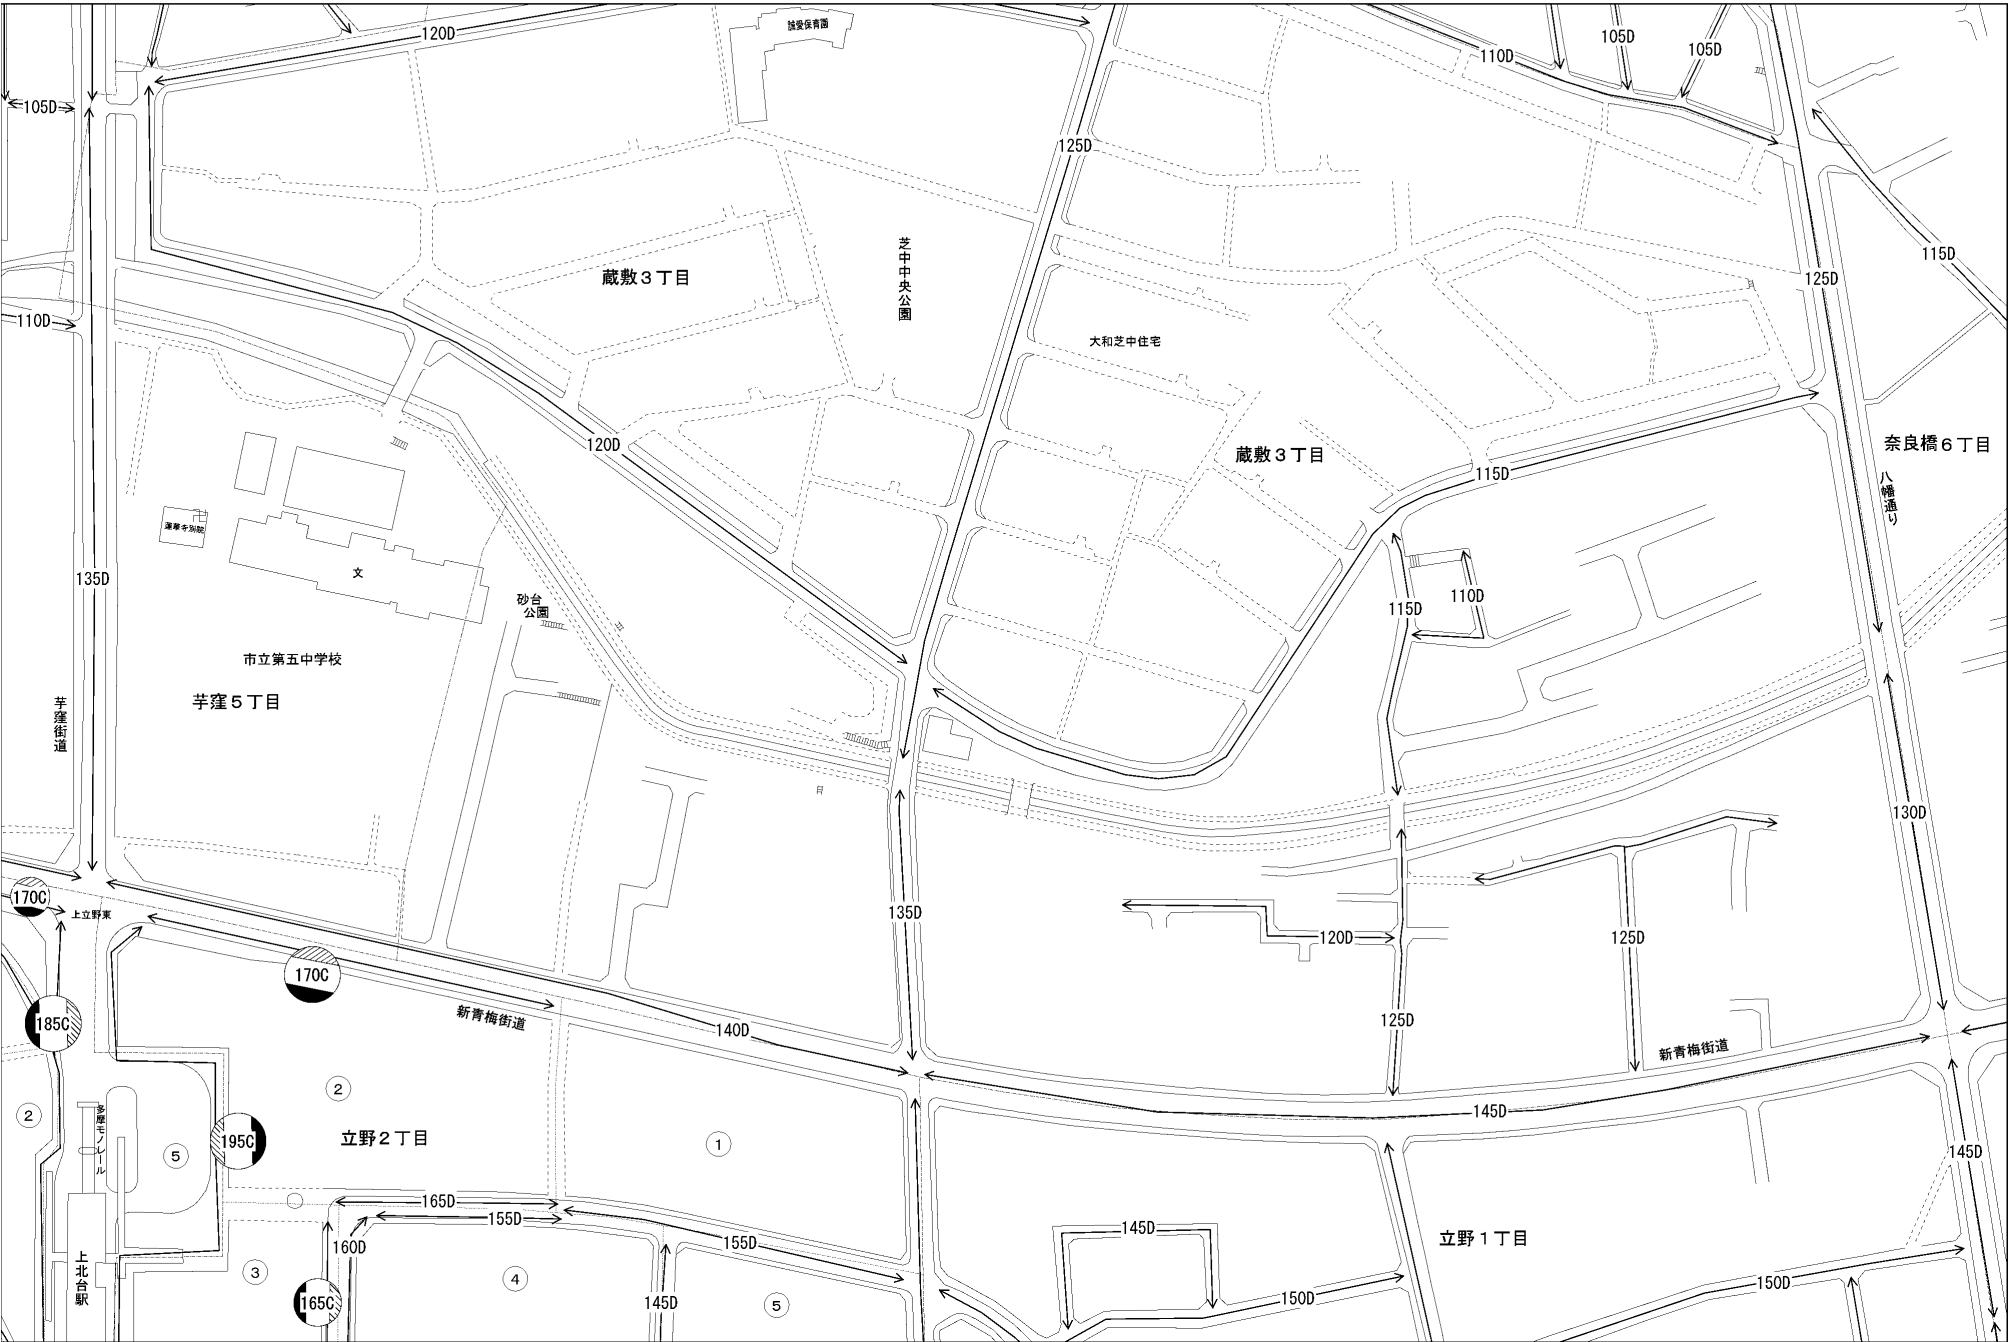 120D
誠愛保育園
110D
105D
105D
105D
125D
115D
125D
蔵敷3丁目
芝中中央公園
110D
大和芝中住宅
120D
蔵敷3丁目
115D
奈良橋6丁目
八幡通り
蓮華寺別院
文
135D
砂台
公園
115D
110D
市立第五中学校
芋窪5丁目
芋窪街道
130D
170C
上立野東
135D
120D
125D
170C
185C
新青梅街道
140D
125D
新青梅街道
2
2
多摩モノレール
145D
195C
立野2丁目
1
5
145D
165D
155D
145D
155D
160D
立野1丁目
上北台駅
3
4
150D
165C
145D
5
150D